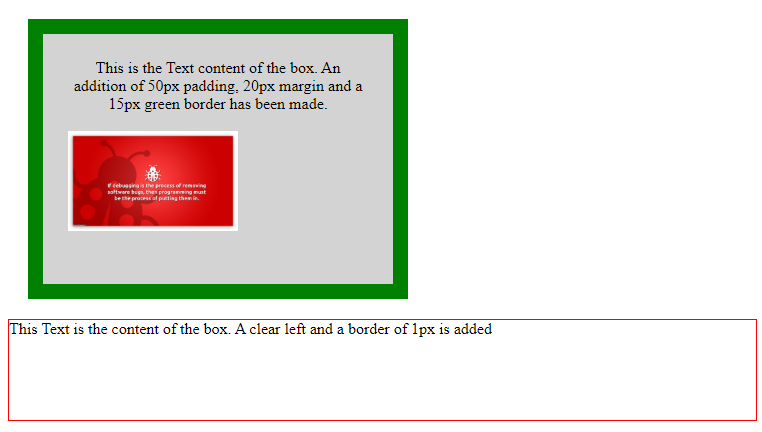 This is the Text content of the box. An
addition of 50px padding, 20px margin and a
15px green border has been made.
If debugging is the process of removing
software bugs, then programming must
be the process of putting them in.
This Text is the content of the box. A clear left and a border of 1px is added